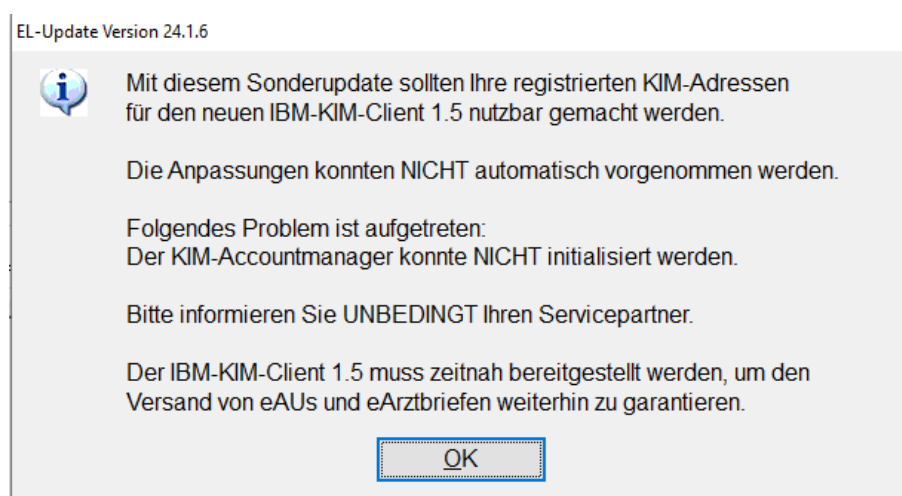 EL-Update Version 24.1.6
Mit diesem Sonderupdate sollten Ihre registrierten KIM-Adressen
für den neuen IBM-KIM-Client 1.5 nutzbar gemacht werden.
Die Anpassungen konnten NICHT automatisch vorgenommen werden.
Folgendes Problem ist aufgetreten:
Der KIM-Accountmanager konnte NICHT initialisiert werden.
Bitte informieren Sie UNBEDINGT Ihren Servicepartner.
Der IBM-KIM-Client 1.5 muss zeitnah bereitgestellt werden, um den
Versand von eAUs und eArztbriefen weiterhin zu garantieren.
OK